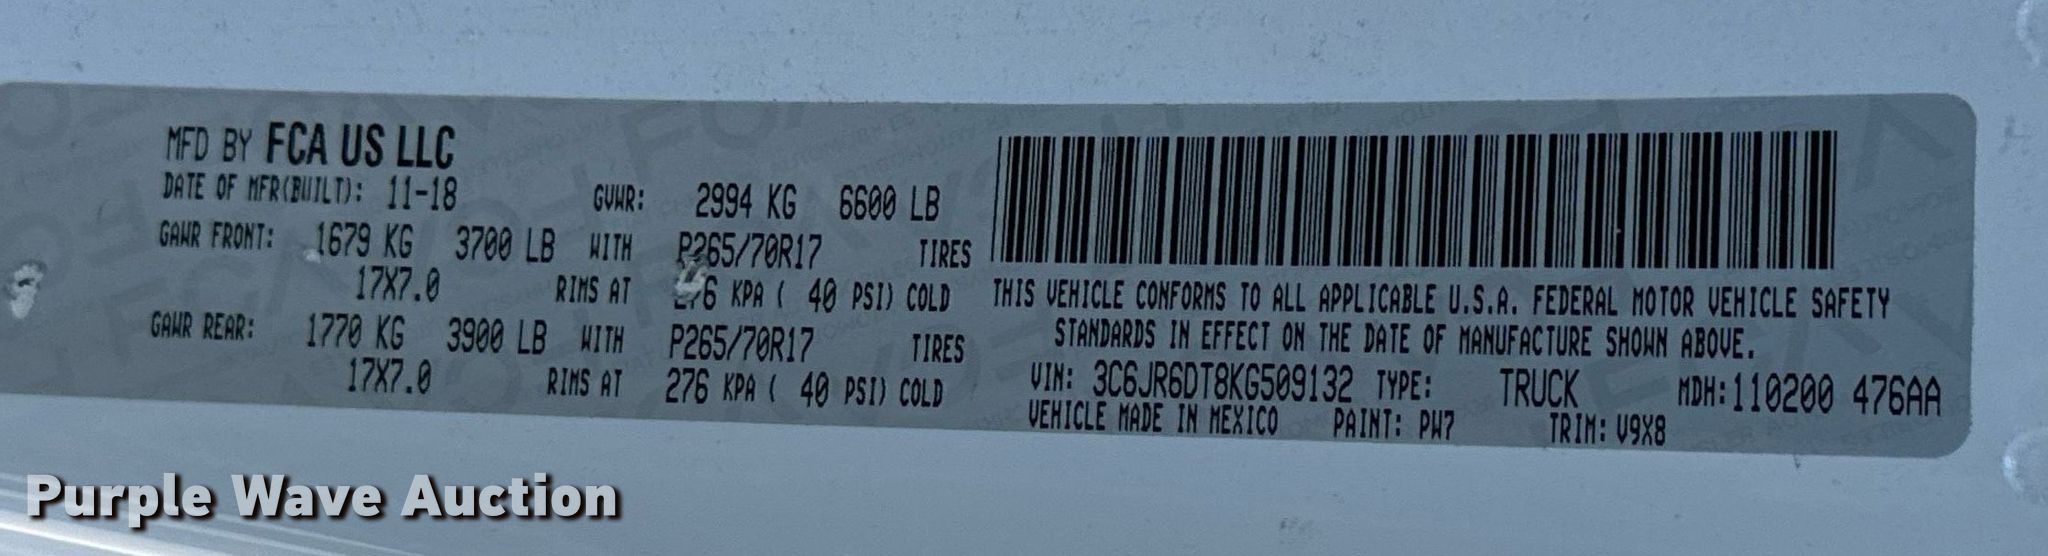 MFD BY FCA US LLC
DATE OF MFR(BUILT): 11-18 GVWR: 2994 KG 6600 LB
GAWR FRONT: 1679 KG 3700 LB WITH P265/70R17 TIRES
17X7.0 RIMS AT 276 KPA ( 40 PSI) COLD
GAWR REAR: 1770 KG 3900 LB WITH P265/70R17 TIRES
17X7.0 RIMS AT 276 KPA ( 40 PSI) COLD
THIS VEHICLE CONFORMS TO ALL APPLICABLE U.S.A. FEDERAL MOTOR VEHICLE SAFETY
STANDARDS IN EFFECT ON THE DATE OF MANUFACTURE SHOWN ABOVE.
VIN: 3C6JR6DT8KG509132 TYPE: TRUCK MDH:110200 476AA
VEHICLE MADE IN MEXICO PAINT: PW7 TRIM: V9X8
Purple Wave Auction